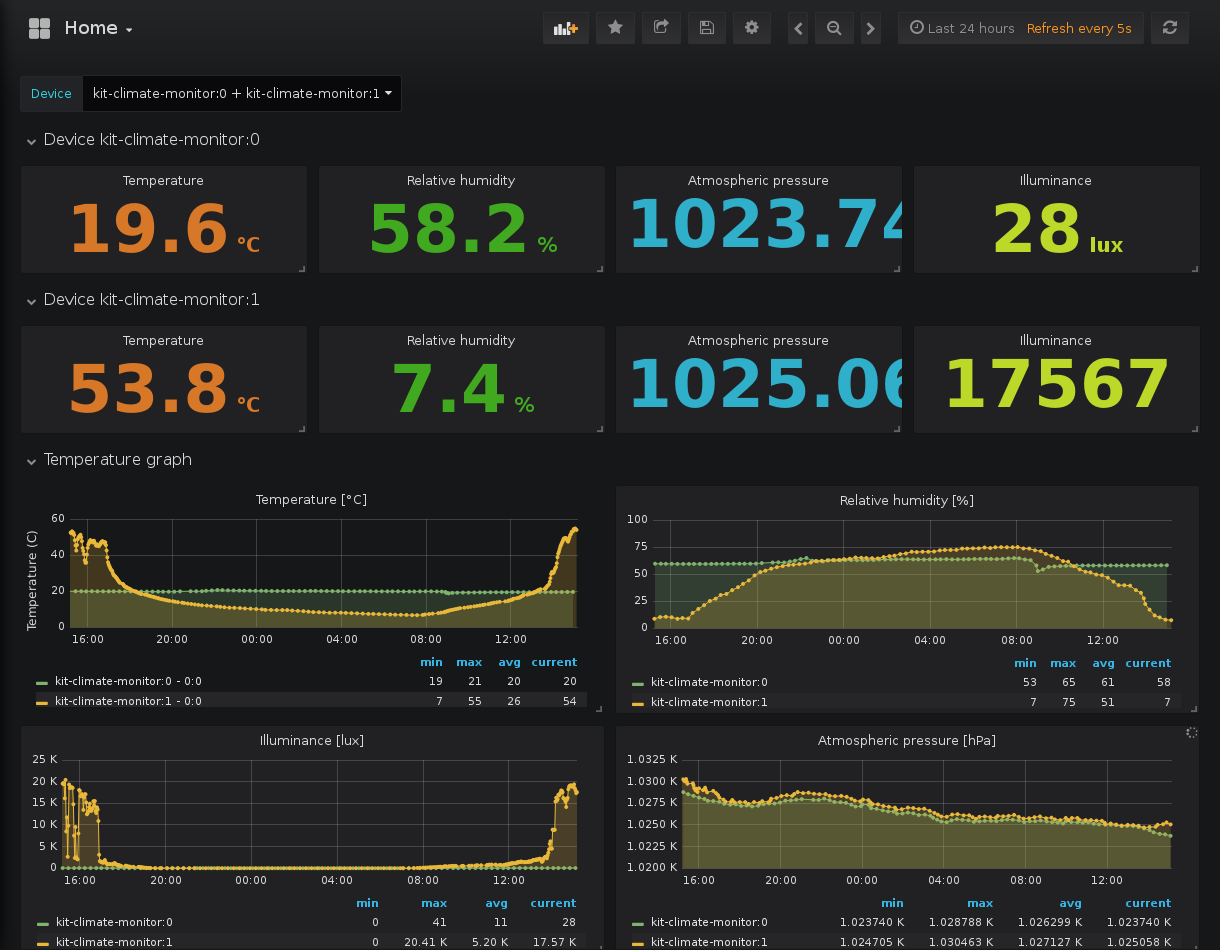 Home
Last 24 hours Refresh every 5s
Device kit-climate-monitor:0 + kit-climate-monitor:1
Device kit-climate-monitor:0
Temperature Relative humidity Atmospheric pressure Illuminance
19.6 °C 58.2 % 1023.74 28 lux
Device kit-climate-monitor:1
Temperature Relative humidity Atmospheric pressure Illuminance
53.8 °C 7.4 % 1025.06 17567
Temperature graph
Temperature [°C]
Temperature (C)
60
40
20
0
16:00 20:00 00:00 04:00 08:00 12:00
min max avg current
kit-climate-monitor:0 - 0:0 19 21 20 20
kit-climate-monitor:1 - 0:0 7 55 26 54
Relative humidity [%]
100
75
50
25
0
16:00 20:00 00:00 04:00 08:00 12:00
min max avg current
kit-climate-monitor:0 53 65 61 58
kit-climate-monitor:1 7 75 51 7
Illuminance [lux]
25 K
20 K
15 K
10 K
5 K
0
16:00 20:00 00:00 04:00 08:00 12:00
min max avg current
kit-climate-monitor:0 0 41 11 28
kit-climate-monitor:1 0 20.41 K 5.20 K 17.57 K
Atmospheric pressure [hPa]
1.0325 K
1.0300 K
1.0275 K
1.0250 K
1.0225 K
1.0200 K
16:00 20:00 00:00 04:00 08:00 12:00
min max avg current
kit-climate-monitor:0 1.023740 K 1.028788 K 1.026299 K 1.023740 K
kit-climate-monitor:1 1.024705 K 1.030463 K 1.027127 K 1.025058 K